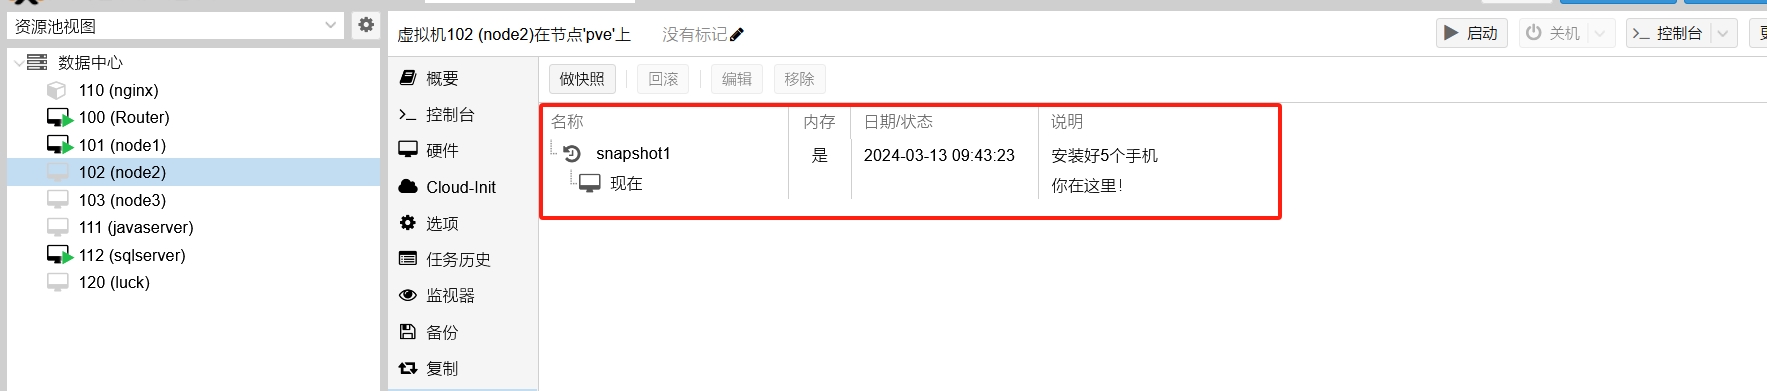 资源池视图
虚拟机102 (node2)在节点'pve'上 没有标记 启动 关机 控制台
数据中心
110 (nginx)
100 (Router)
101 (node1)
102 (node2)
103 (node3)
111 (javaserver)
112 (sqlserver)
120 (luck)
概要
控制台
硬件
Cloud-Init
选项
任务历史
监视器
备份
复制
做快照 回滚 编辑 移除
名称 内存 日期/状态 说明
snapshot1 是 2024-03-13 09:43:23 安装好5个手机
现在 你在这里!